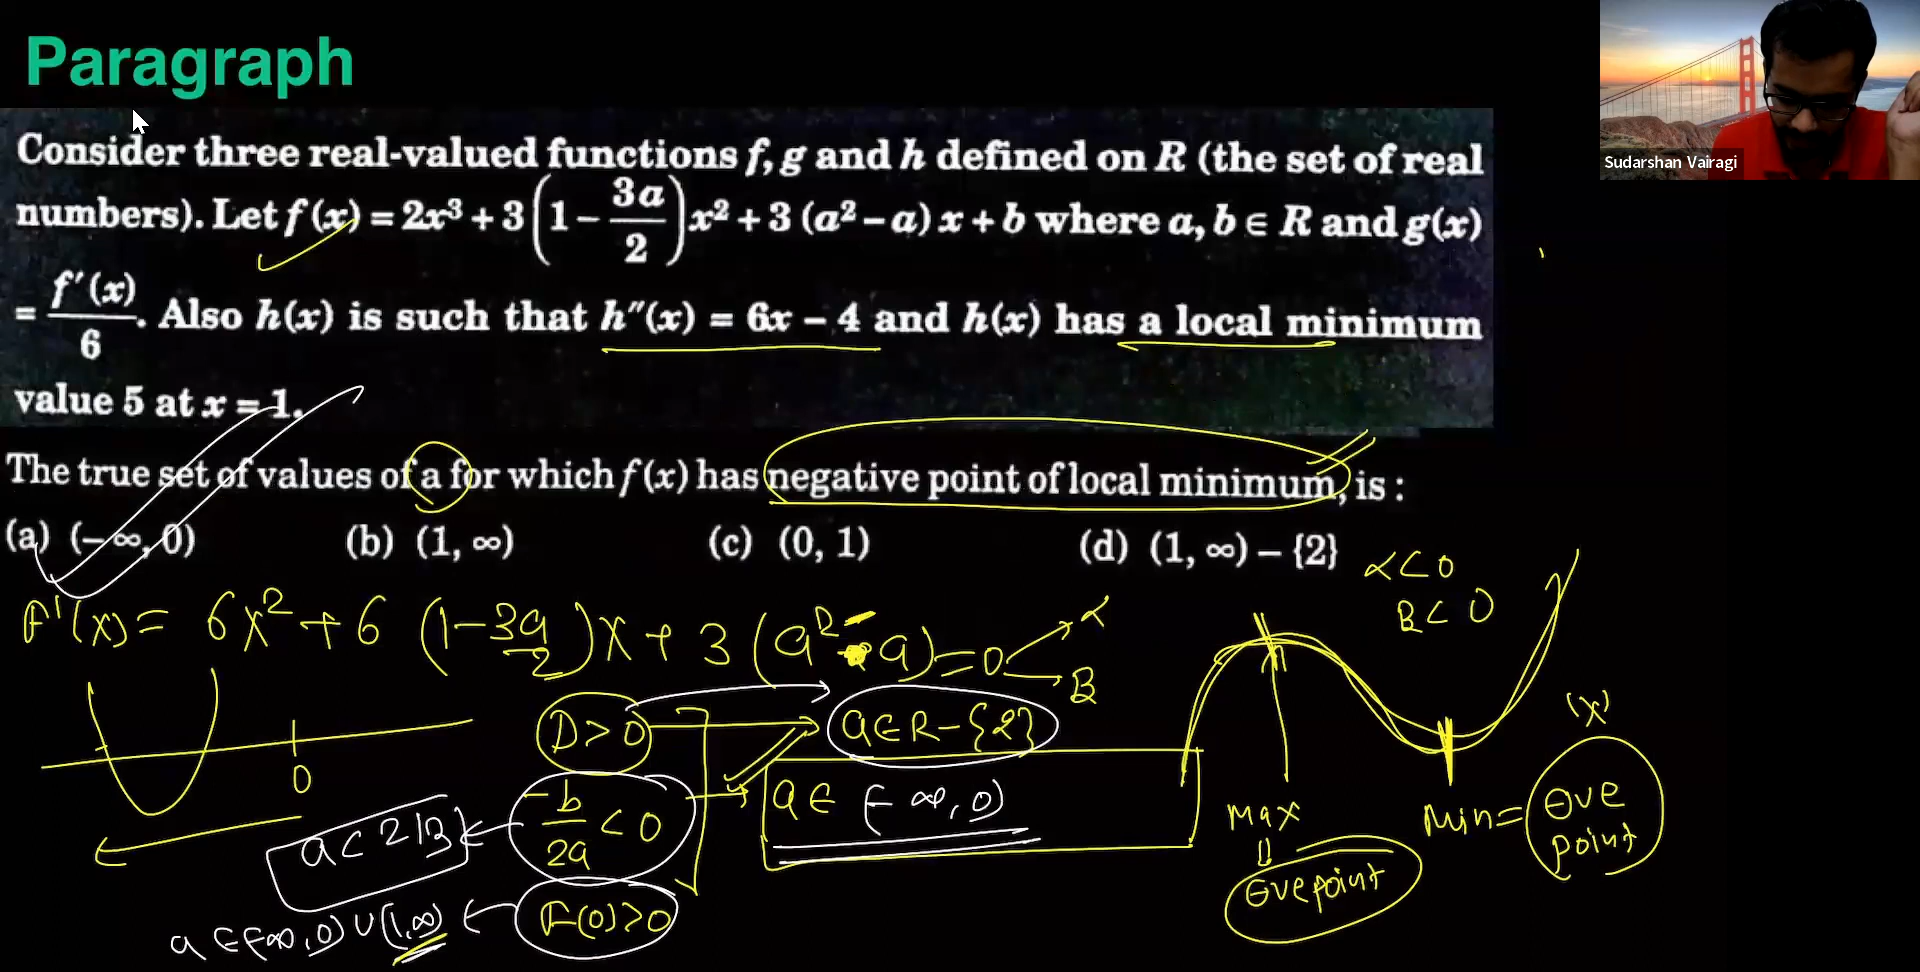 Paragraph
Sudarshan Vairagi
Consider three real-valued functions f, g and h defined on R (the set of real
numbers). Let f(x) = 2x³ + 3(1 − 3a/2)x² + 3(a² − a)x + b where a, b ∈ R and g(x)
= f′(x)/6. Also h(x) is such that h″(x) = 6x − 4 and h(x) has a local minimum
value 5 at x = 1.
The true set of values of a for which f(x) has negative point of local minimum, is :
(a) (−∞, 0) (b) (1, ∞) (c) (0, 1) (d) (1, ∞) − {2}
α < 0
B < 0
F'(x) = 6x² + 6(1 − 3a/2)x + 3(a² − a) = 0
α
B
D > 0
a ∈ R − {2}
0
−b/2a < 0
a < 2/3
a ∈ (−∞, 0)
F(0) > 0
a ∈ (−∞, 0) ∪ (1, ∞)
Max
⇓
⊖ve point
(x)
Min = ⊖ve
point